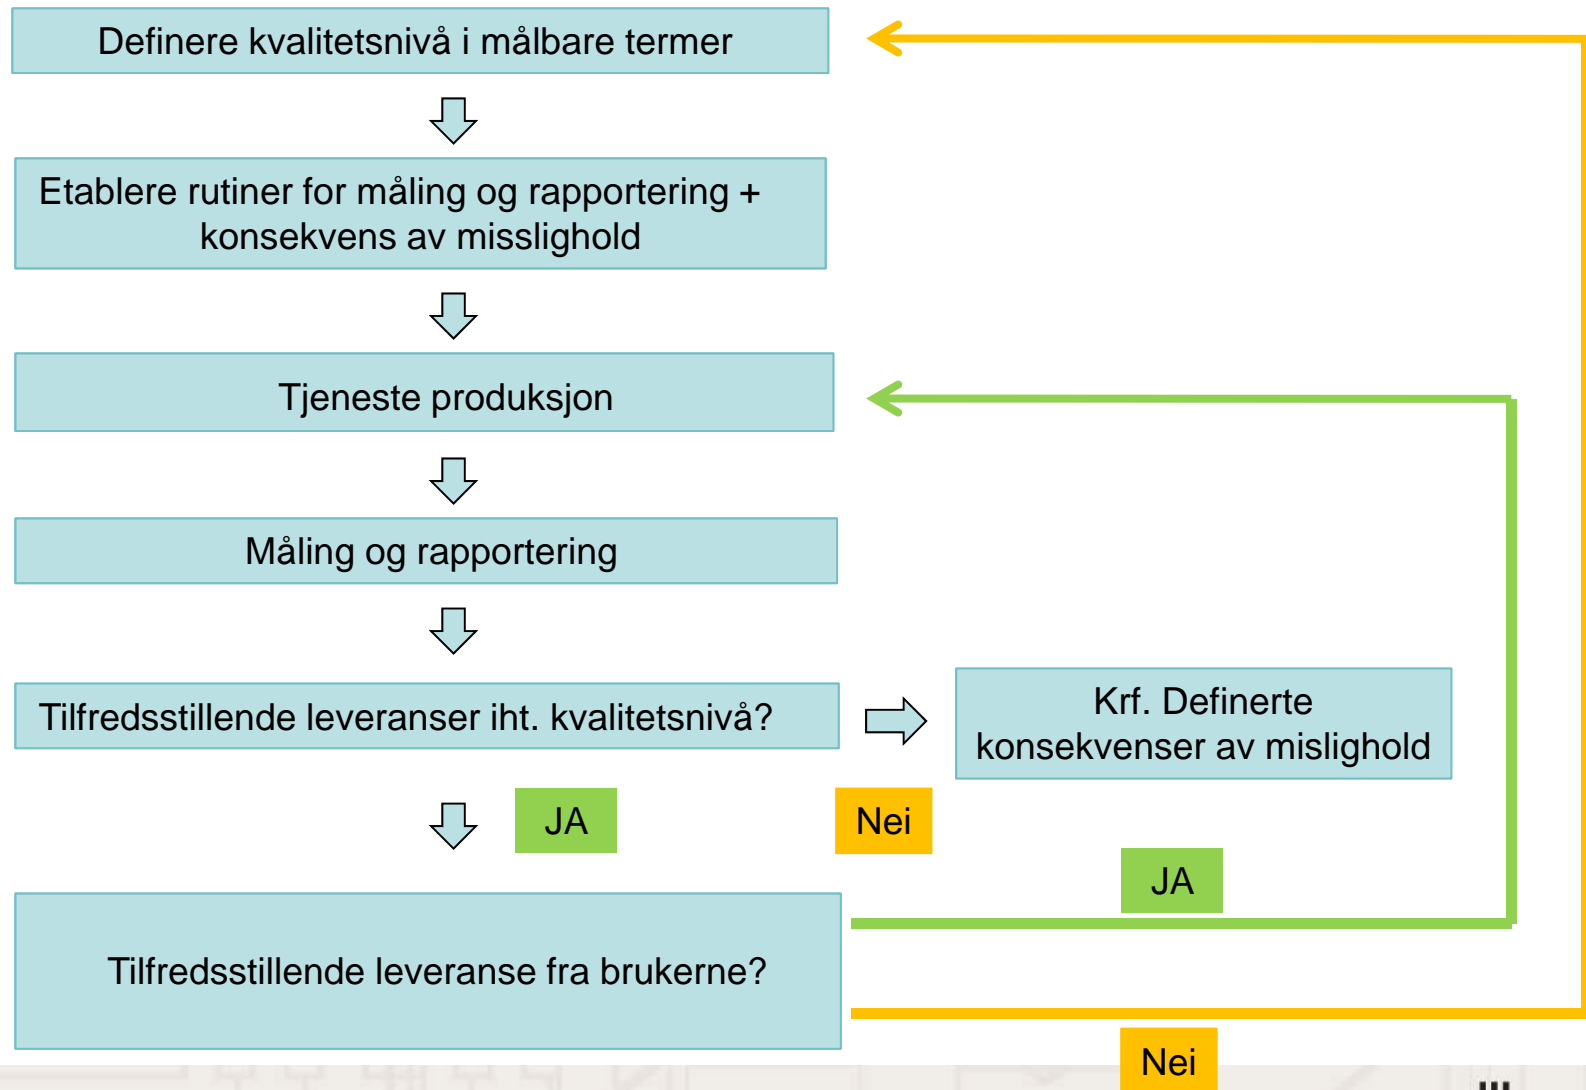 Definere kvalitetsnivå i målbare termer
Etablere rutiner for måling og rapportering +
konsekvens av misslighold
Tjeneste produksjon
Måling og rapportering
Tilfredsstillende leveranser iht. kvalitetsnivå?
Krf. Definerte
konsekvenser av mislighold
JA
Nei
JA
Tilfredsstillende leveranse fra brukerne?
Nei